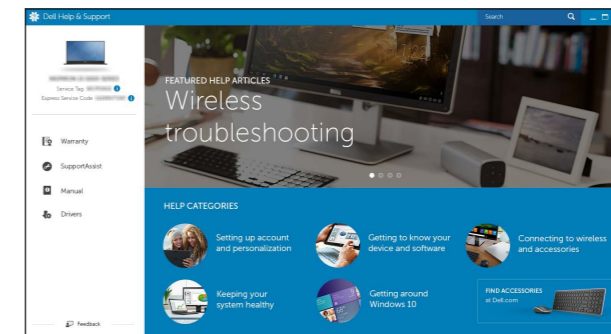 Dell Help & Support
Search
Service Tag
Express Service Code
Warranty
SupportAssist
Manual
Drivers
Feedback
FEATURED HELP ARTICLES
Wireless
troubleshooting
HELP CATEGORIES
Setting up account
and personalization
Getting to know your
device and software
Connecting to wireless
and accessories
Keeping your
system healthy
Getting around
Windows 10
FIND ACCESSORIES
at Dell.com